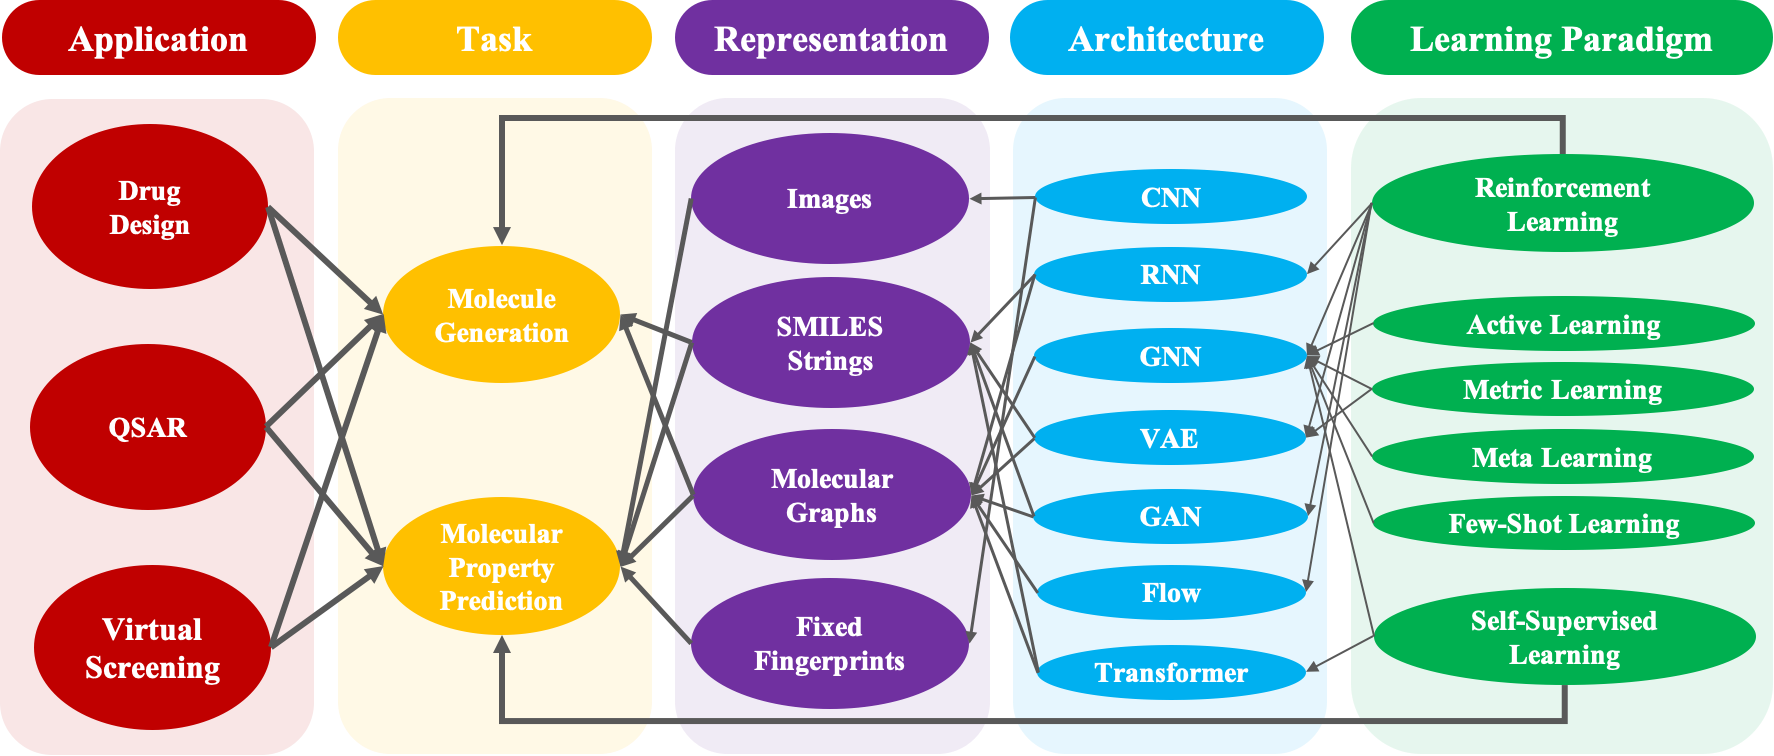 Application
Task
Representation
Architecture
Learning Paradigm
Drug
Design
QSAR
Virtual
Screening
Molecule
Generation
Molecular
Property
Prediction
Images
SMILES
Strings
Molecular
Graphs
Fixed
Fingerprints
CNN
RNN
GNN
VAE
GAN
Flow
Transformer
Reinforcement
Learning
Active Learning
Metric Learning
Meta Learning
Few-Shot Learning
Self-Supervised
Learning